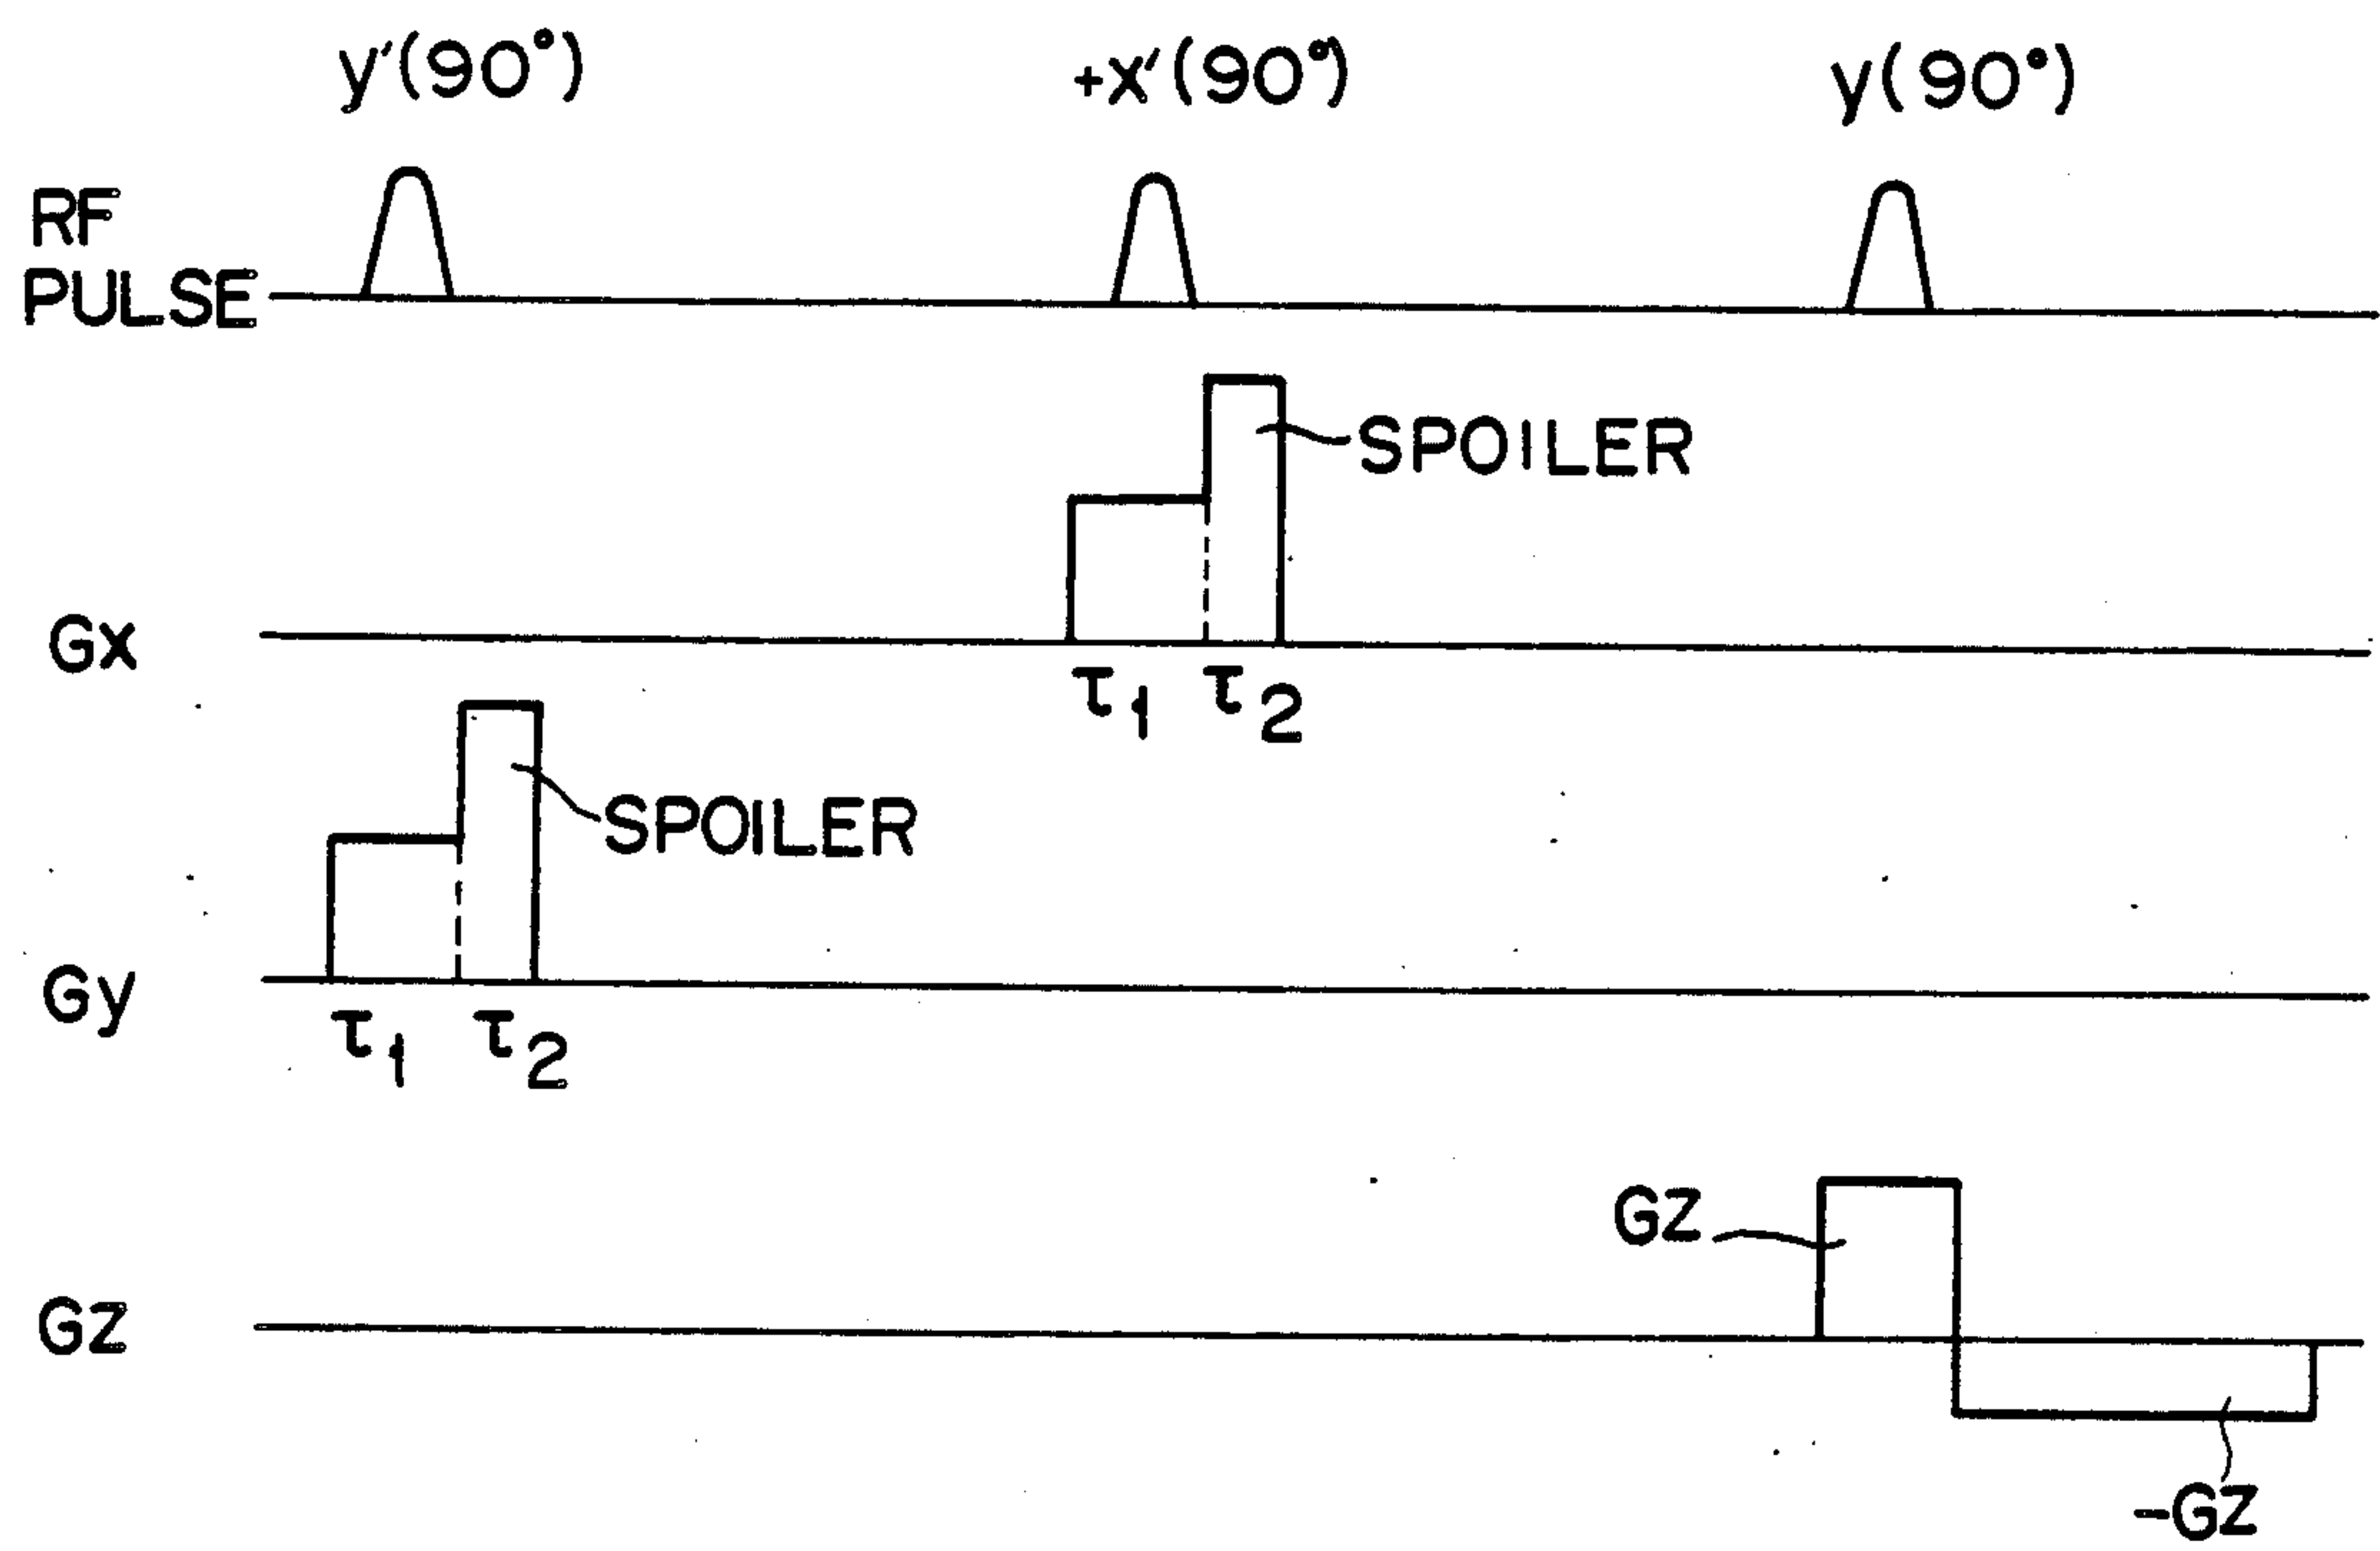 y′(90°) +x′(90°) y(90°)
RF
PULSE
SPOILER
Gx
τ1 τ2
SPOILER
Gy
τ1 τ2
GZ
GZ
-GZ